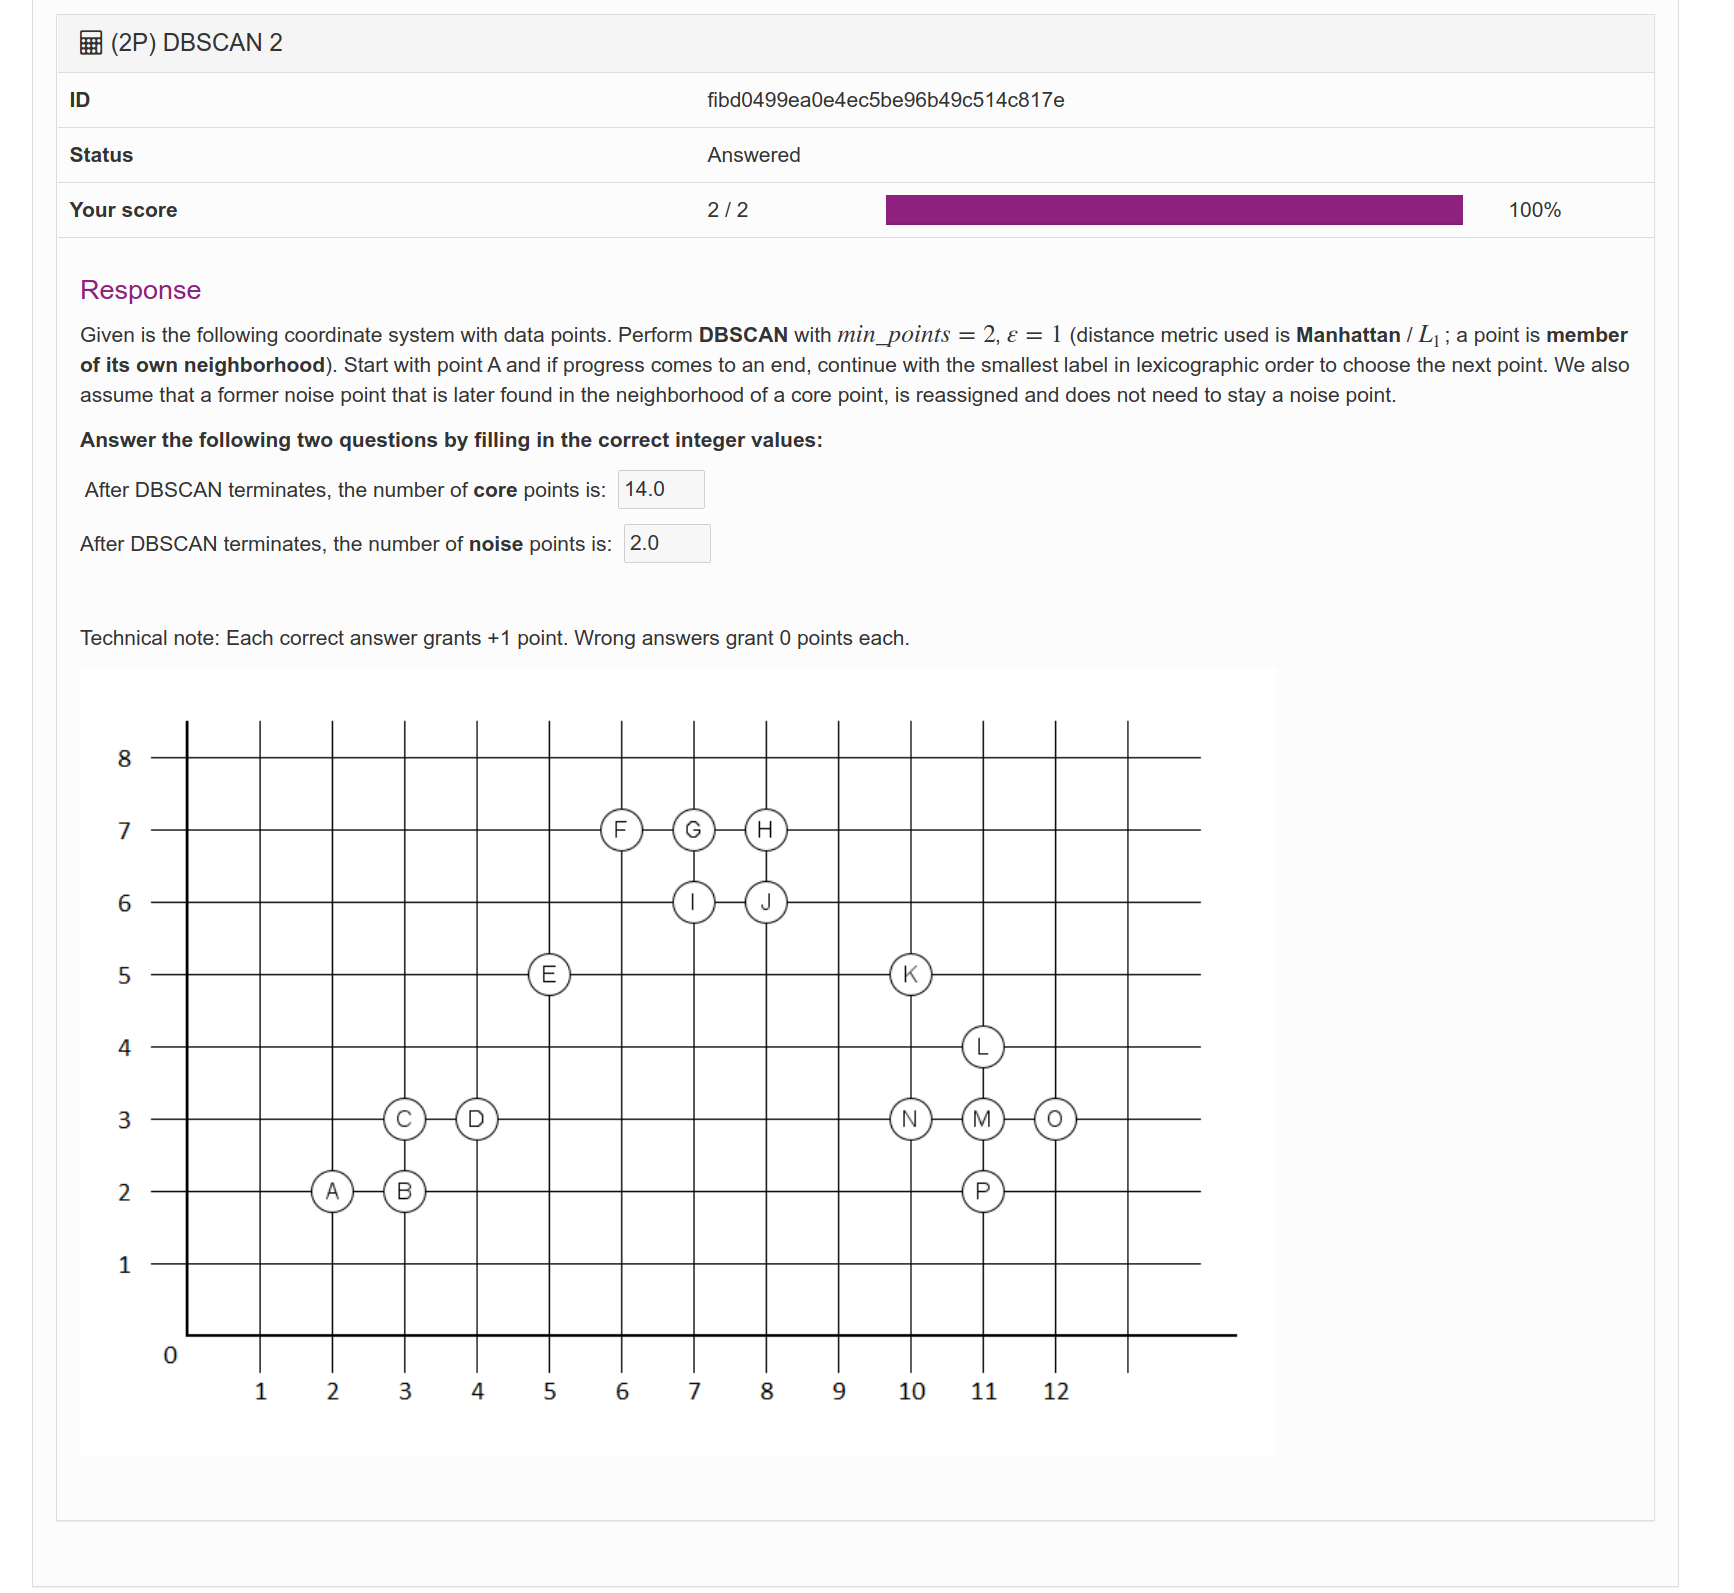 (2P) DBSCAN 2
ID fibd0499ea0e4ec5be96b49c514c817e
Status Answered
Your score 2 / 2 100%
Response
Given is the following coordinate system with data points. Perform DBSCAN with min_points = 2, ε = 1 (distance metric used is Manhattan / L₁ ; a point is member
of its own neighborhood). Start with point A and if progress comes to an end, continue with the smallest label in lexicographic order to choose the next point. We also
assume that a former noise point that is later found in the neighborhood of a core point, is reassigned and does not need to stay a noise point.
Answer the following two questions by filling in the correct integer values:
After DBSCAN terminates, the number of core points is: 14.0
After DBSCAN terminates, the number of noise points is: 2.0
Technical note: Each correct answer grants +1 point. Wrong answers grant 0 points each.
8
7 F G H
6 I J
5 E K
4 L
3 C D N M O
2 A B P
1
0
1 2 3 4 5 6 7 8 9 10 11 12